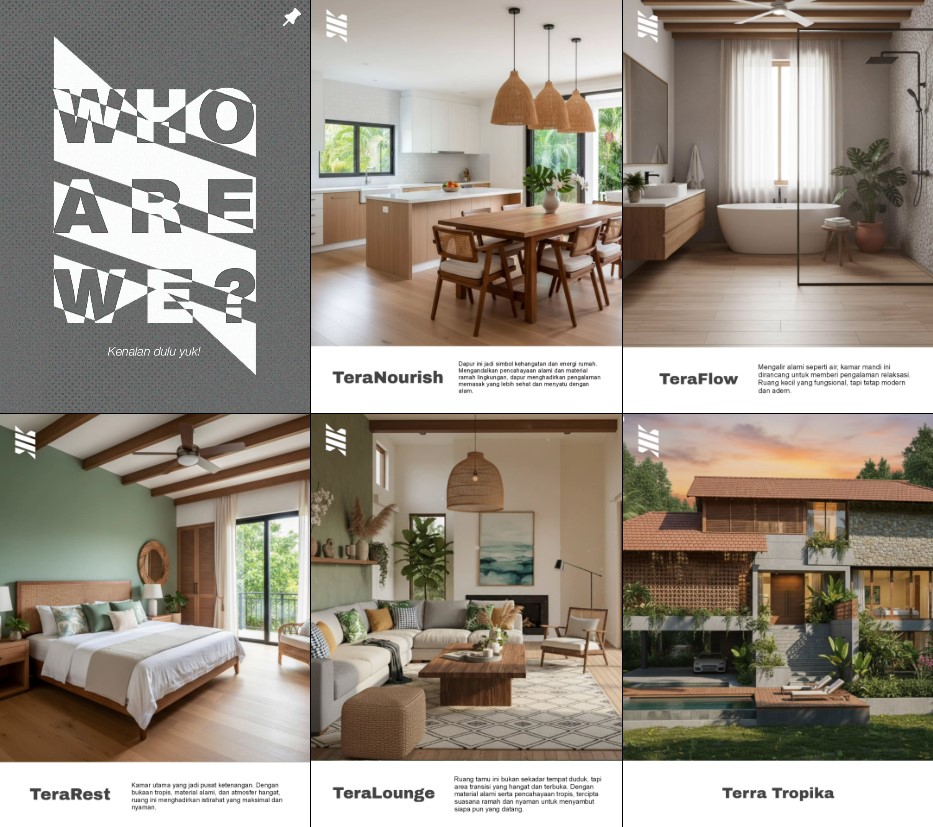 WHO
ARE
WE?
Kenalan dulu yuk!
TeraNourish
Dapur ini jadi simbol kehangatan dan energi rumah.
Mengandalkan pencahayaan alami dan material
ramah lingkungan, dapur menghadirkan pengalaman
memasak yang lebih sehat dan menyatu dengan
alam.
TeraFlow
Mengalir alami seperti air, kamar mandi ini
dirancang untuk memberi pengalaman relaksasi.
Ruang kecil yang fungsional, tapi tetap modern
dan adem.
TeraRest
Kamar utama yang jadi pusat ketenangan. Dengan
bukaan tropis, material alami, dan atmosfer hangat,
ruang ini menghadirkan istirahat yang maksimal dan
nyaman.
TeraLounge
Ruang tamu ini bukan sekadar tempat duduk, tapi
area transisi yang hangat dan terbuka. Dengan
material alami serta pencahayaan tropis, tercipta
suasana ramah dan nyaman untuk menyambut
siapa pun yang datang.
Terra Tropika